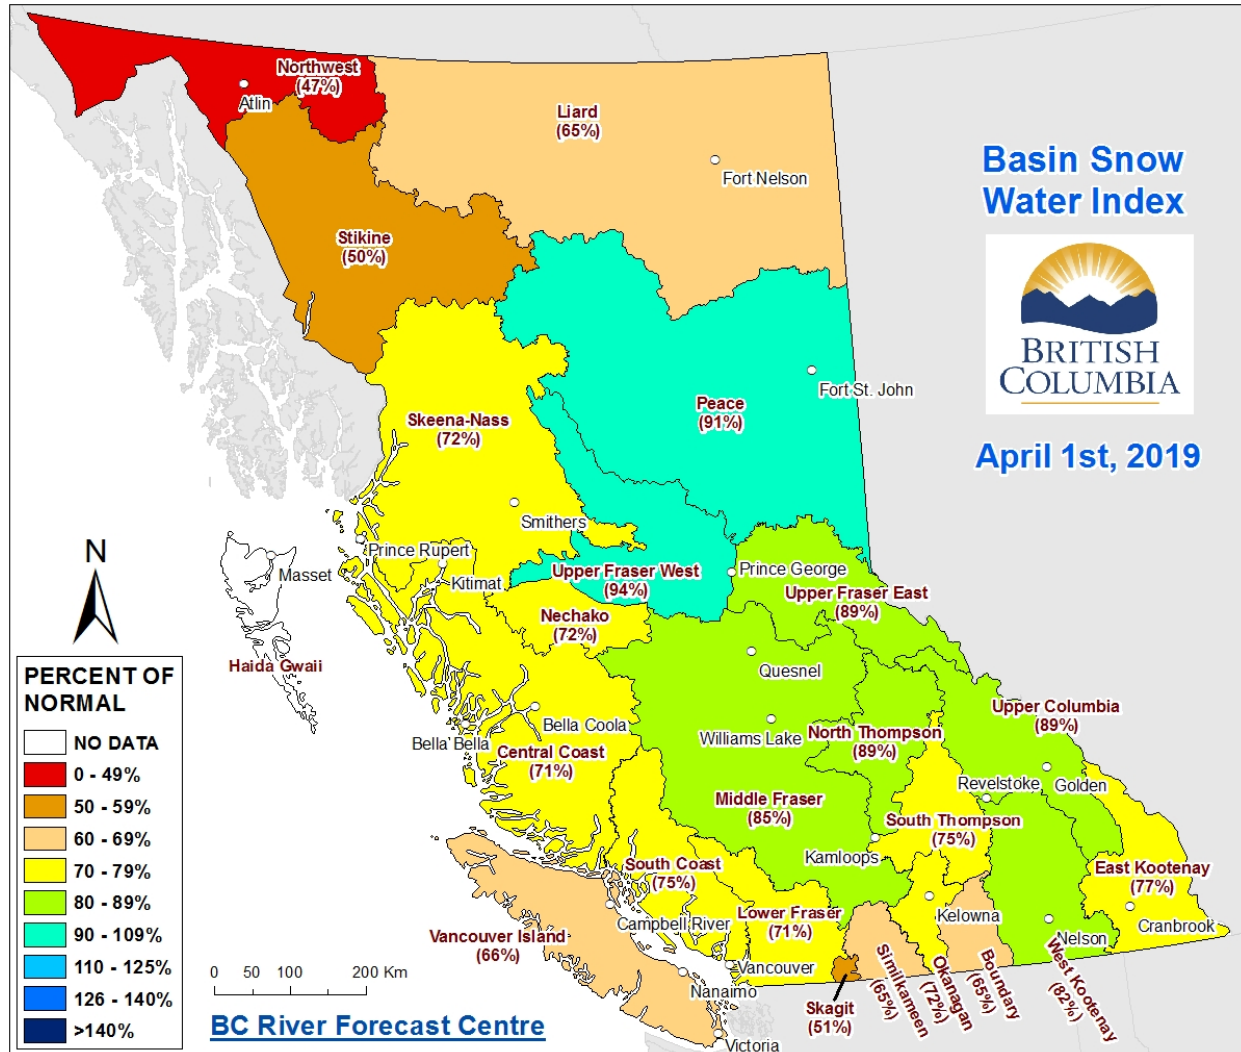 Basin Snow
Water Index
BRITISH
COLUMBIA
April 1st, 2019
Northwest
(47%)
Atlin
Liard
(65%)
Fort Nelson
Stikine
(50%)
Peace
(91%)
Fort St. John
Skeena-Nass
(72%)
Smithers
Prince Rupert
Kitimat
Masset
Haida Gwaii
Upper Fraser West
(94%)
Prince George
Upper Fraser East
(89%)
Nechako
(72%)
Quesnel
Bella Coola
Bella Bella
Central Coast
(71%)
Williams Lake
North Thompson
(89%)
Upper Columbia
(89%)
Revelstoke
Golden
Middle Fraser
(85%)
South Thompson
(75%)
Kamloops
South Coast
(75%)
East Kootenay
(77%)
Cranbrook
Campbell River
Lower Fraser
(71%)
Kelowna
Nelson
Vancouver Island
(66%)
Vancouver
Nanaimo
Victoria
Skagit
(51%)
Similkameen
(65%)
Okanagan
(72%)
Boundary
(65%)
West Kootenay
(82%)
N
PERCENT OF
NORMAL
NO DATA
0 - 49%
50 - 59%
60 - 69%
70 - 79%
80 - 89%
90 - 109%
110 - 125%
126 - 140%
>140%
0 50 100 200 Km
BC River Forecast Centre